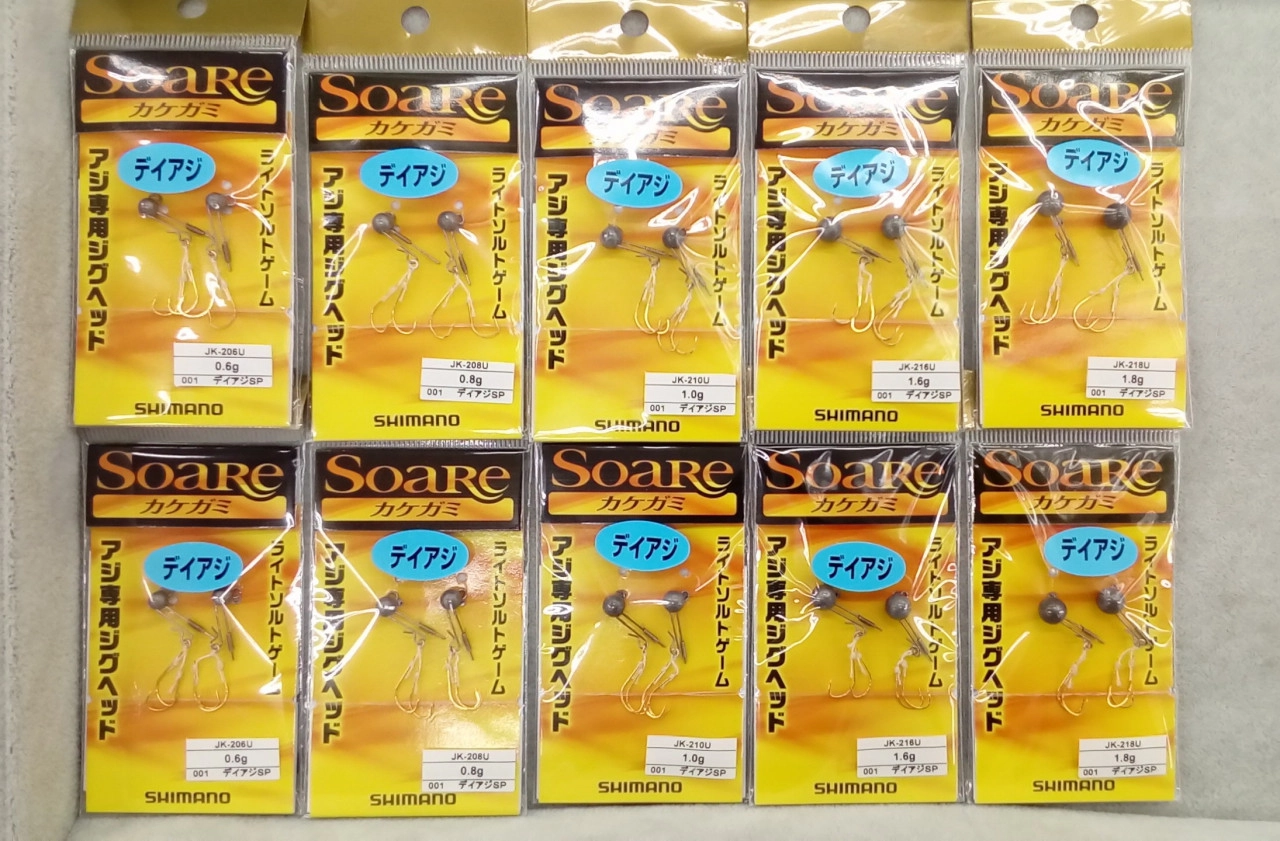 SOARE
カケガミ
デイアジ
アジ専用ジグヘッド
ライトソルトゲーム
JK-206U
0.6g
001 デイアジSP
SHIMANO
SOARE
カケガミ
デイアジ
アジ専用ジグヘッド
ライトソルトゲーム
JK-208U
0.8g
001 デイアジSP
SHIMANO
SOARE
ガミ
デイアジ
アジ専用ジグヘッド
ライトソルトゲーム
JK-210U
1.0g
001 デイアジSP
SHIMANO
SOARE
カケガミ
デイアジ
アジ専用ジグヘッド
ライトソルトゲーム
JK-216U
1.6g
001 デイアジSP
SHIMANO
SOARE
カケガミ
デイアジ
アジ専用ジグヘッド
ライトソルトゲーム
JK-218U
1.8g
001 デイアジSP
SHIMANO
SOARE
カケガミ
デイアジ
アジ専用ジグヘッド
ライトソルトゲーム
JK-206U
0.6g
001 デイアジSP
SHIMANO
SOARE
カケガミ
デイアジ
アジ専用ジグヘッド
ライトソルトゲーム
JK-208U
0.8g
001 デイアジSP
SHIMANO
SOARE
カケガミ
デイアジ
アジ専用ジグヘッド
ライトソルトゲーム
JK-210U
1.0g
001 デイアジSP
SHIMANO
SOARE
カケガミ
デイアジ
アジ専用ジグヘッド
ライトソルトゲーム
JK-216U
1.6g
001 デイアジSP
SHIMANO
SOARE
カケガミ
デイアジ
アジ専用ジグヘッド
ライトソルトゲーム
JK-218U
1.8g
001 デイアジSP
SHIMANO